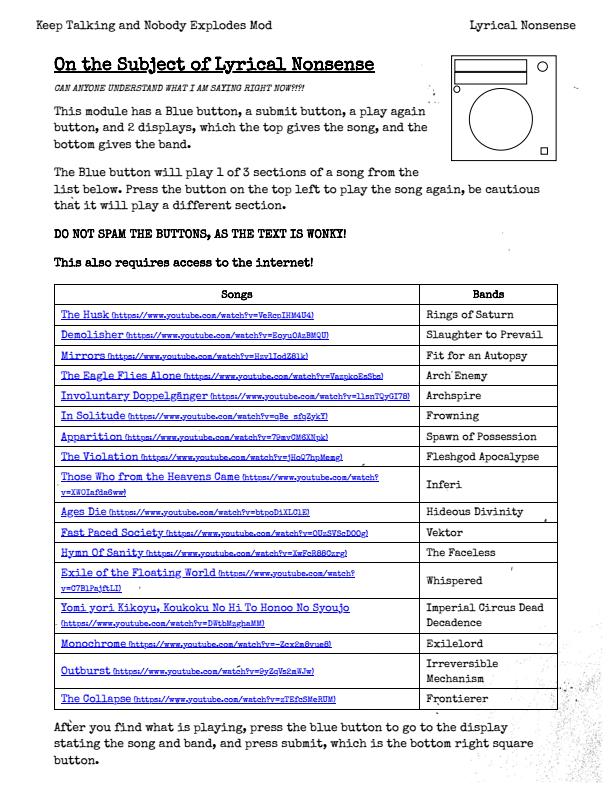 Keep Talking and Nobody Explodes Mod Lyrical Nonsense
On the Subject of Lyrical Nonsense
CAN ANYONE UNDERSTAND WHAT I AM SAYING RIGHT NOW?!?!
This module has a Blue button, a submit button, a play again
button, and 2 displays, which the top gives the song, and the
bottom gives the band.
The Blue button will play 1 of 3 sections of a song from the
list below. Press the button on the top left to play the song again, be cautious
that it will play a different section.
DO NOT SPAM THE BUTTONS, AS THE TEXT IS WONKY!
This also requires access to the internet!
Songs Bands
The Husk (https://www.youtube.com/watch?v=VeRcpIHM4U4) Rings of Saturn
Demolisher (https://www.youtube.com/watch?v=EoyuOAzBMQU) Slaughter to Prevail
Mirrors (https://www.youtube.com/watch?v=HzvlIodZ8lk) Fit for an Autopsy
The Eagle Flies Alone (https://www.youtube.com/watch?v=VazpkoEsSbs) Arch Enemy
Involuntary Doppelgänger (https://www.youtube.com/watch?v=llsnTQyGI78) Archspire
In Solitude (https://www.youtube.com/watch?v=qBe_sfqZykY) Frowning
Apparition (https://www.youtube.com/watch?v=79mvCM6XNpk) Spawn of Possession
The Violation (https://www.youtube.com/watch?v=jHoQ7hpMemg) Fleshgod Apocalypse
Those Who from the Heavens Came (https://www.youtube.com/watch?
v=XWOIafda6ww) Inferi
Ages Die (https://www.youtube.com/watch?v=btpoDiXLClE) Hideous Divinity
Fast Paced Society (https://www.youtube.com/watch?v=0UzSVScD0Og) Vektor
Hymn Of Sanity (https://www.youtube.com/watch?v=XwFcR88Ozrg) The Faceless
Exile of the Floating World (https://www.youtube.com/watch?
v=C7BlPajftLI) Whispered
Yomi yori Kikoyu, Koukoku No Hi To Honoo No Syoujo
(https://www.youtube.com/watch?v=DWtbMzghaMM) Imperial Circus Dead
Decadence
Monochrome (https://www.youtube.com/watch?v=-Zcx2m8vue8) Exilelord
Outburst (https://www.youtube.com/watch?v=9yZqVs2mWJw) Irreversible
Mechanism
The Collapse (https://www.youtube.com/watch?v=zTEfcSMeRUM) Frontierer
After you find what is playing, press the blue button to go to the display
stating the song and band, and press submit, which is the bottom right square
button.